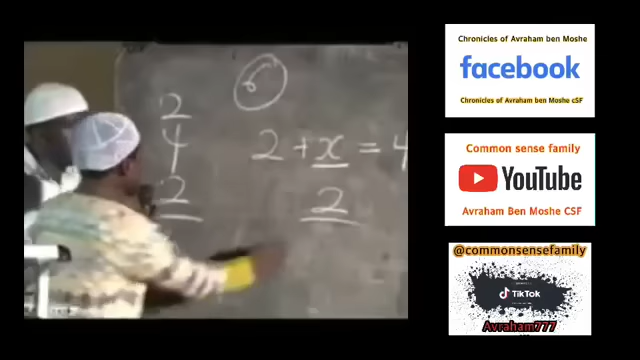 6
2
4
2
2 + x = 4
2
Chronicles of Avraham ben Moshe
facebook
Chronicles of Avraham ben Moshe cSF
Common sense family
YouTube
Avraham Ben Moshe CSF
@commonsensefamily
TikTok
Avraham777